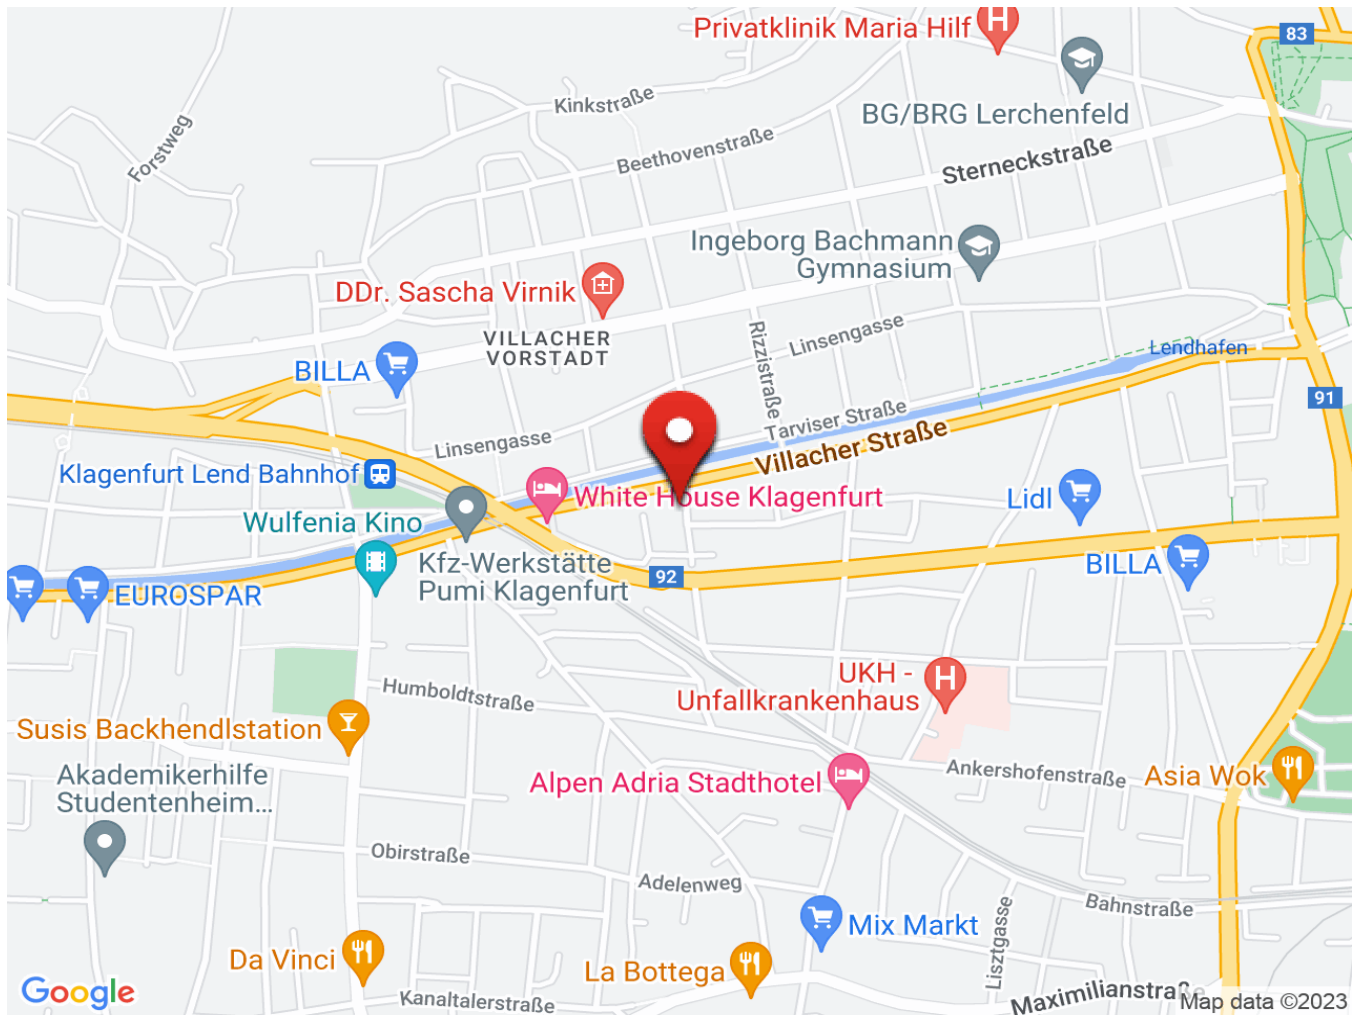 Privatklinik Maria Hilf
83
Kinkstraße
BG/BRG Lerchenfeld
Forstweg
Beethovenstraße
Sterneckstraße
Ingeborg Bachmann
Gymnasium
DDr. Sascha Virnik
VILLACHER
VORSTADT
Rizzistraße
Linsengasse
Lendhafen
BILLA
91
Tarviser Straße
Linsengasse
Villacher Straße
Klagenfurt Lend Bahnhof
White House Klagenfurt
Lidl
Wulfenia Kino
Kfz-Werkstätte
Pumi Klagenfurt
92
BILLA
EUROSPAR
UKH -
Unfallkrankenhaus
Humboldtstraße
Susis Backhendlstation
Akademikerhilfe
Studentenheim...
Alpen Adria Stadthotel
Ankershofenstraße
Asia Wok
Obirstraße
Adelenweg
Bahnstraße
Mix Markt
Lisztgasse
Da Vinci
La Bottega
Google
Kanaltalerstraße
Maximilianstraße
Map data ©2023